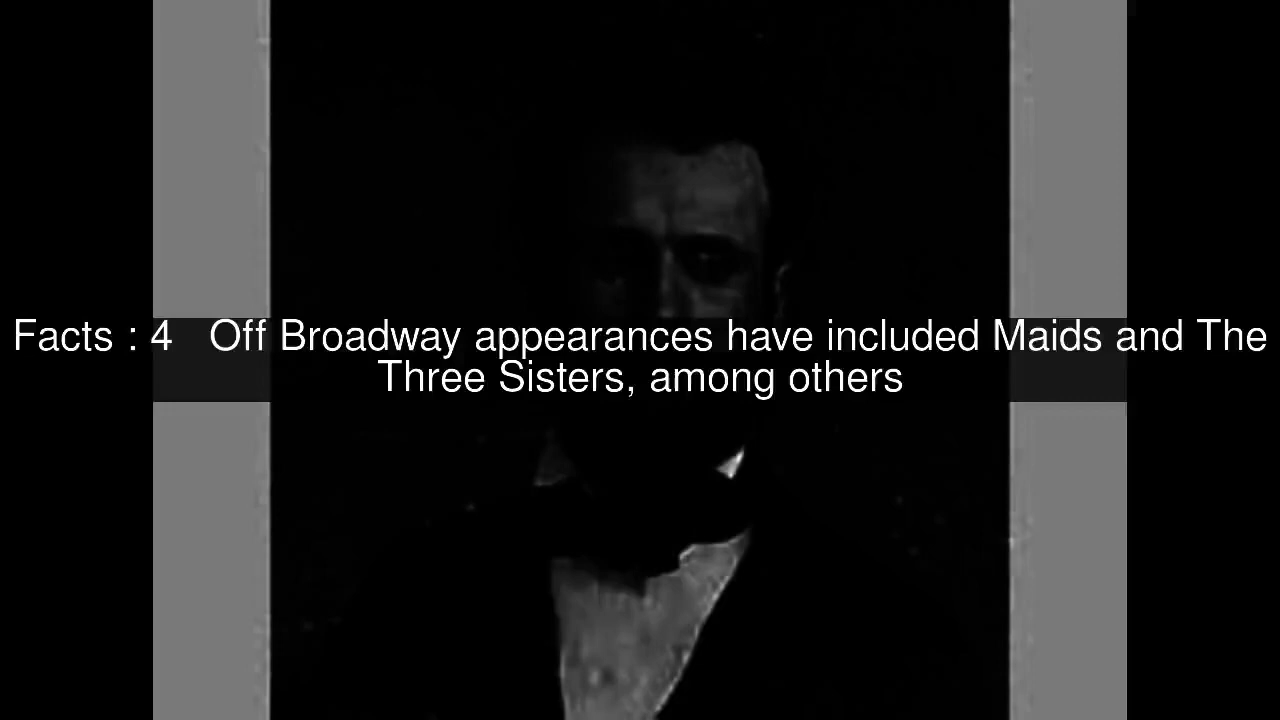 Facts : 4   Off Broadway appearances have included Maids and The
Three Sisters, among others